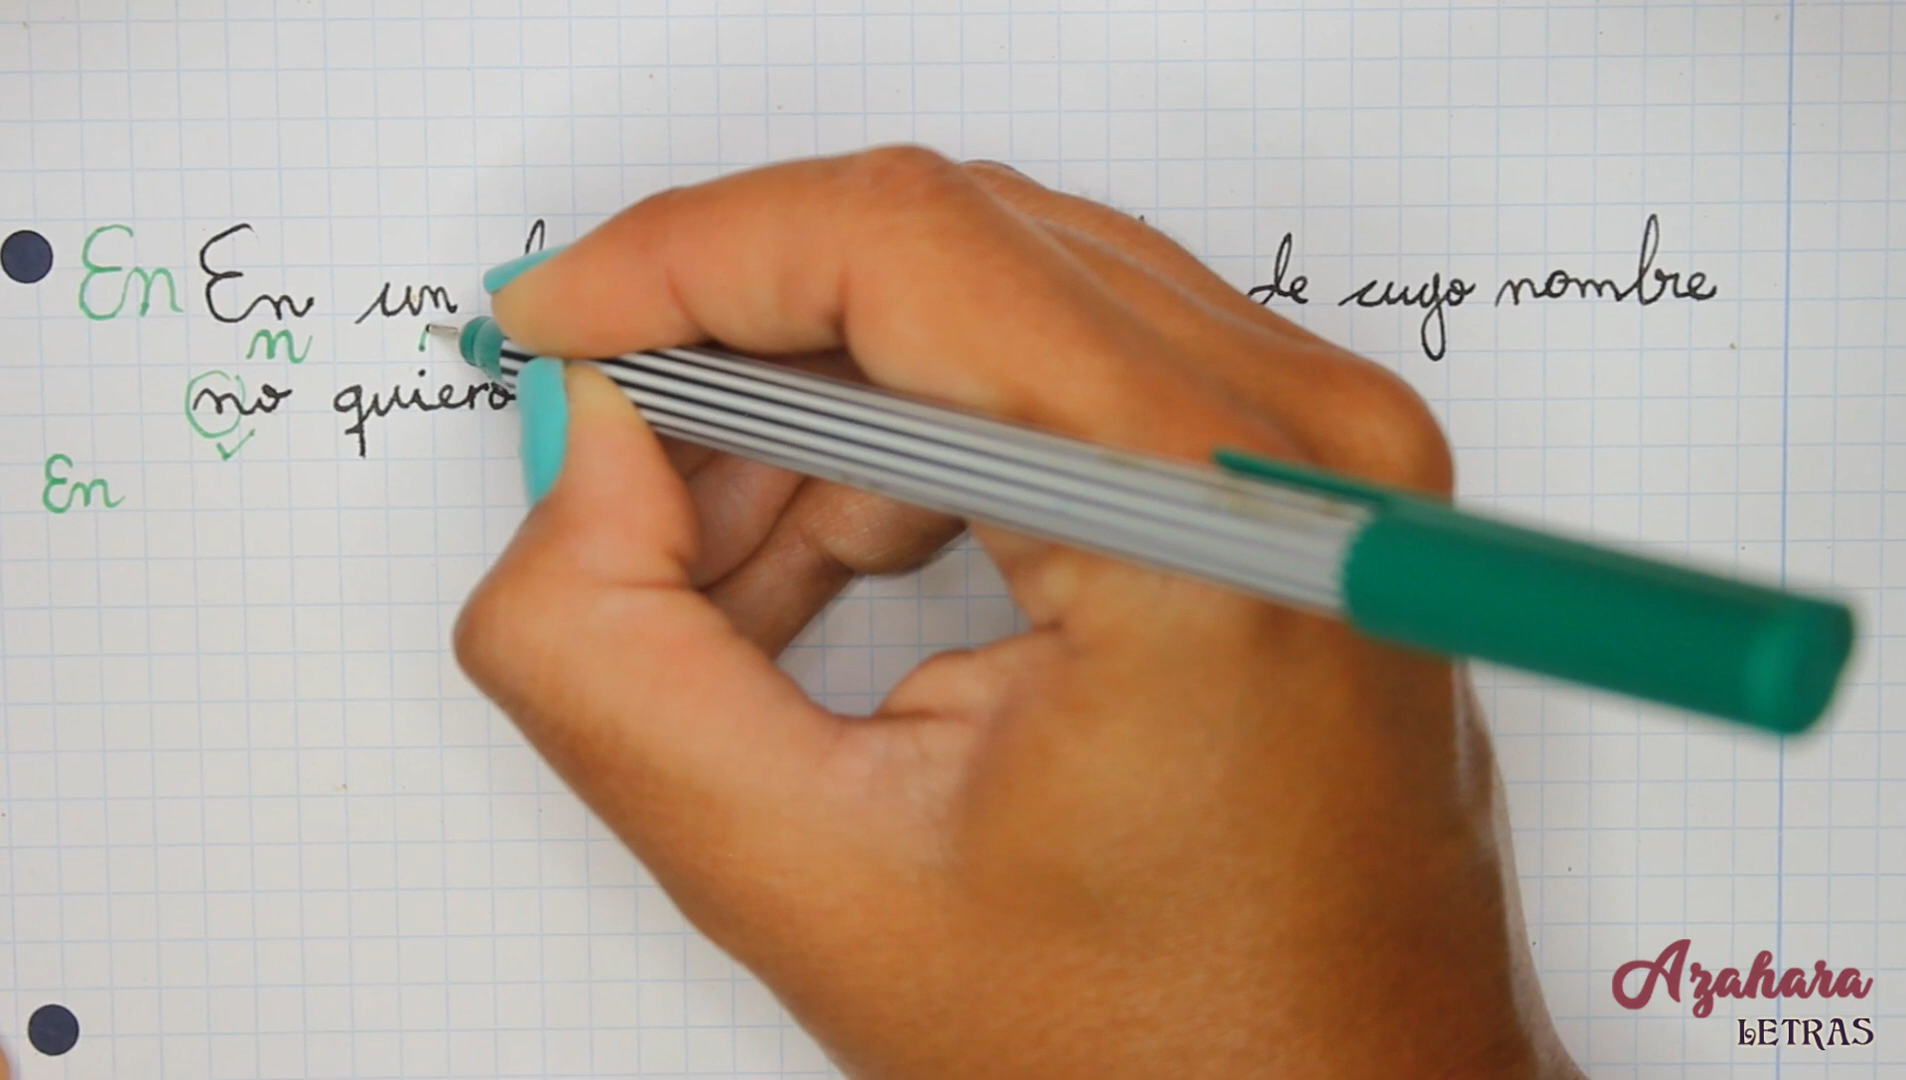 En En un de cuyo nombre
n
no quiero
En
Azahara
LETRAS